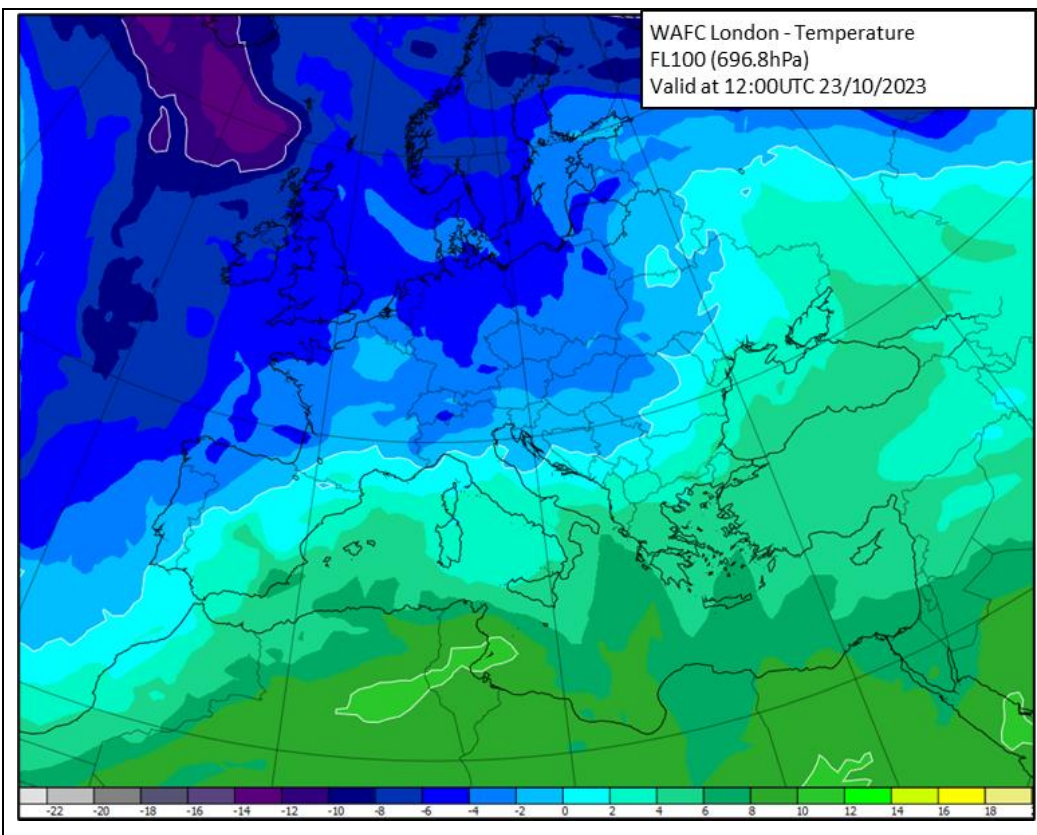 WAFC London - Temperature
FL100 (696.8hPa)
Valid at 12:00UTC 23/10/2023
-22 -20 -18 -16 -14 -12 -10 -8 -6 -4 -2 0 2 4 6 8 10 12 14 16 18